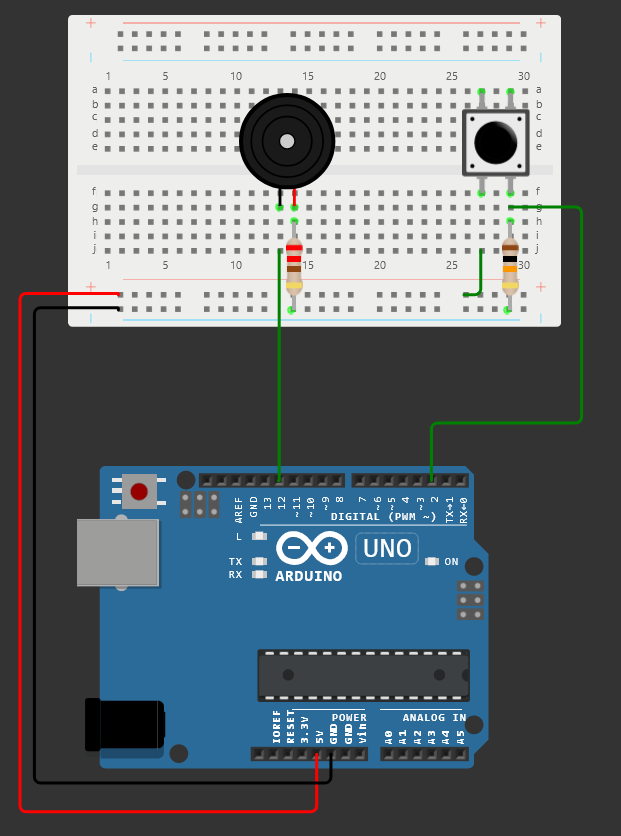 + +
| |
1 5 10 15 20 25 30
a a
b b
c c
d d
e e
f f
g g
h h
i i
j j
1 5 10 15 20 25 30
+ +
| |
AREF GND 13 12 ~11 ~10 ~9 8 7 ~6 ~5 4 ~3 2 TX→1 RX←0
DIGITAL (PWM ~)
L
TX
RX
UNO
ON
ARDUINO
POWER ANALOG IN
IOREF RESET 3.3V 5V GND GND Vin A0 A1 A2 A3 A4 A5